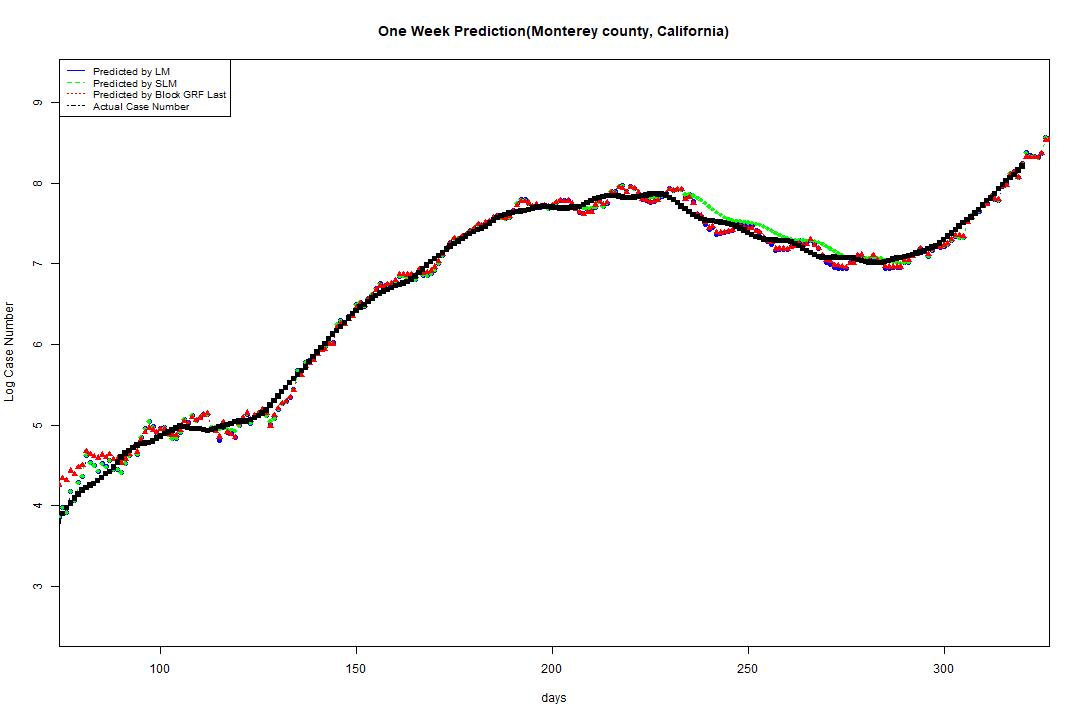 One Week Prediction(Monterey county, California)
Predicted by LM
Predicted by SLM
Predicted by Block GRF Last
Actual Case Number
9
8
7
6
5
4
3
Log Case Number
100 150 200 250 300
days